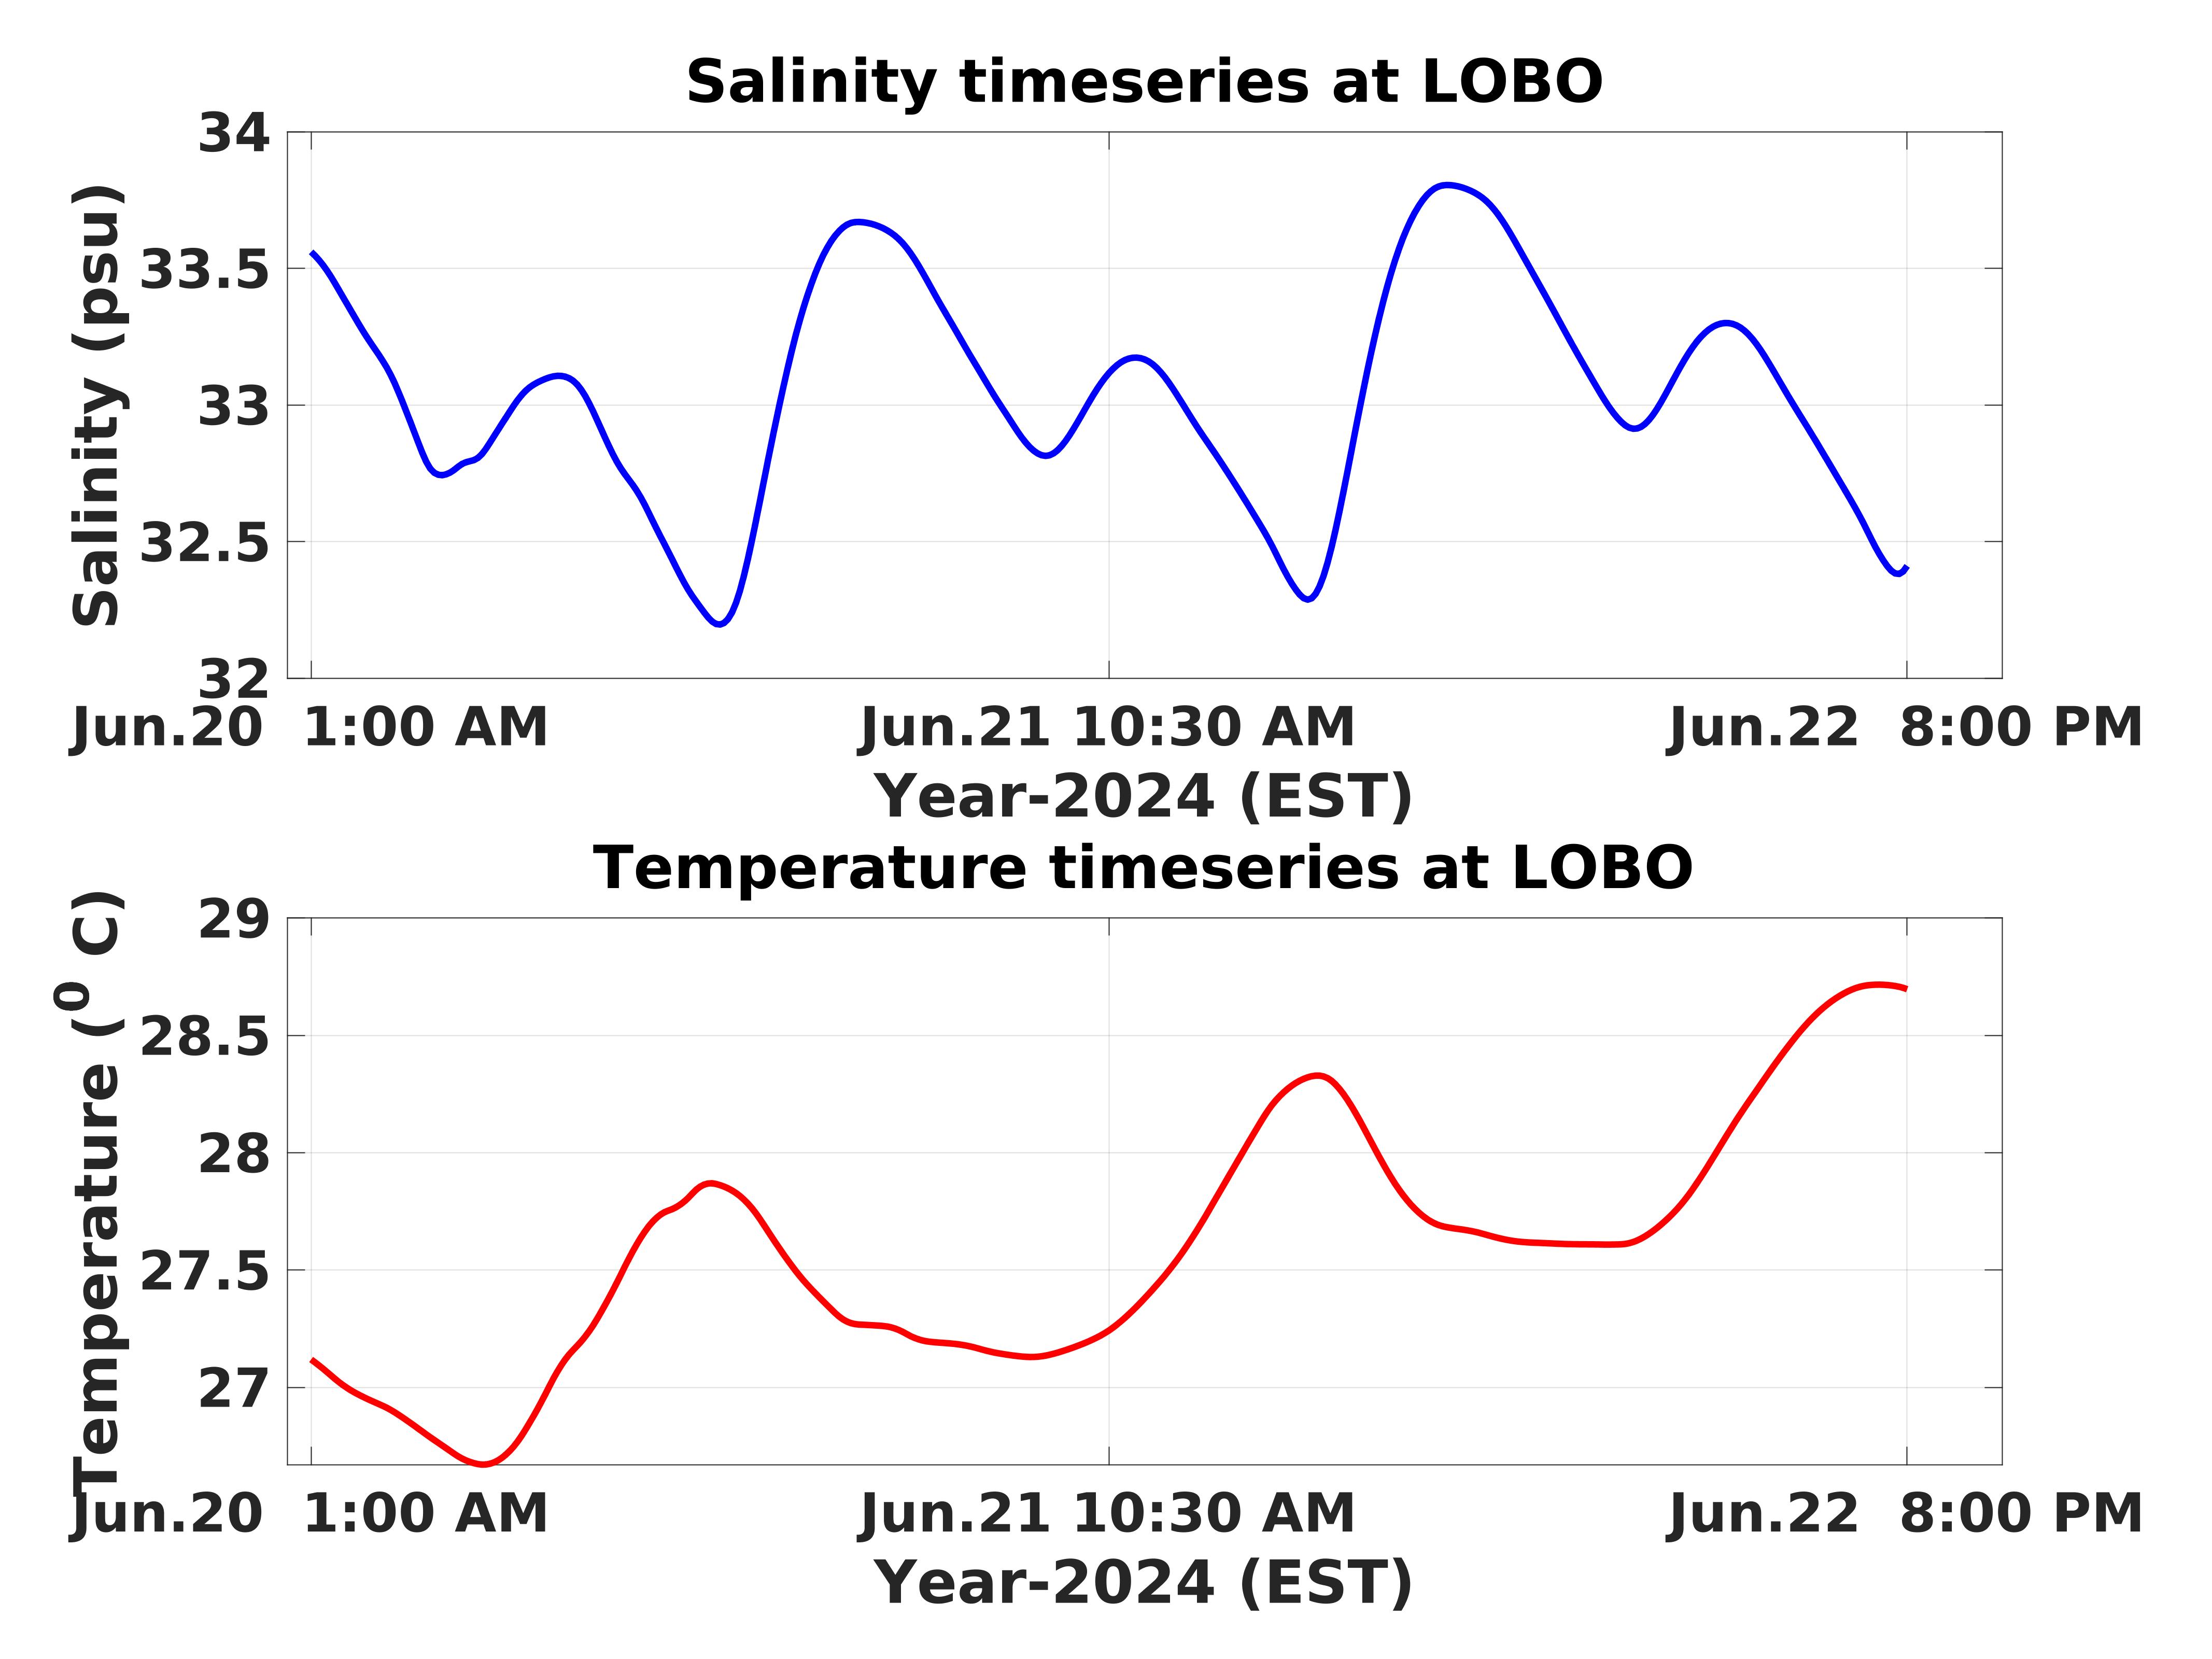 Salinity timeseries at LOBO
Salinity (psu)
34
33.5
33
32.5
32
Jun.20 1:00 AM Jun.21 10:30 AM Jun.22 8:00 PM
Year-2024 (EST)
Temperature timeseries at LOBO
Temperature (⁰ C)
29
28.5
28
27.5
27
Jun.20 1:00 AM Jun.21 10:30 AM Jun.22 8:00 PM
Year-2024 (EST)